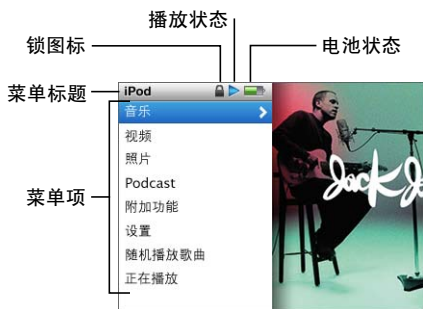 播放状态
锁图标
电池状态
菜单标题
iPod
音乐
视频
照片
Podcast
菜单项
附加功能
设置
随机播放歌曲
正在播放
Jack Jo